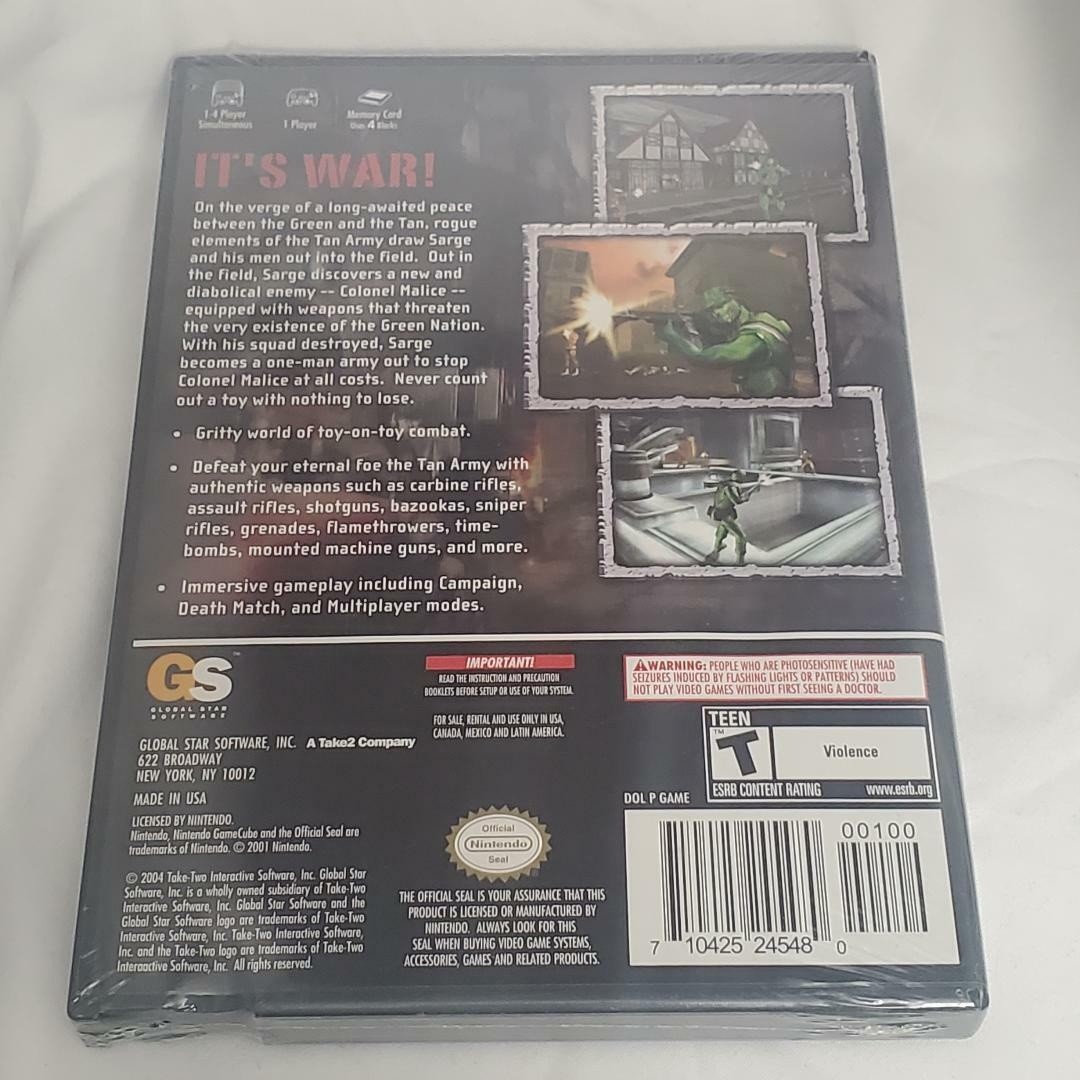 1-4 Player
Simultaneous
1 Player
Memory Card
Uses 4 Blocks
IT'S WAR!
On the verge of a long-awaited peace
between the Green and the Tan, rogue
elements of the Tan Army draw Sarge
and his men out into the field. Out in
the field, Sarge discovers a new and
diabolical enemy -- Colonel Malice --
equipped with weapons that threaten
the very existence of the Green Nation.
With his squad destroyed, Sarge
becomes a one-man army out to stop
Colonel Malice at all costs. Never count
out a toy with nothing to lose.
• Gritty world of toy-on-toy combat.
• Defeat your eternal foe the Tan Army with
authentic weapons such as carbine rifles,
assault rifles, shotguns, bazookas, sniper
rifles, grenades, flamethrowers, time-
bombs, mounted machine guns, and more.
• Immersive gameplay including Campaign,
Death Match, and Multiplayer modes.
GS™
GLOBAL STAR
SOFTWARE
GLOBAL STAR SOFTWARE, INC. A Take2 Company
622 BROADWAY
NEW YORK, NY 10012
MADE IN USA
LICENSED BY NINTENDO.
Nintendo, Nintendo GameCube and the Official Seal are
trademarks of Nintendo. © 2001 Nintendo.
© 2004 Take-Two Interactive Software, Inc. Global Star
Software, Inc. is a wholly owned subsidiary of Take-Two
Interactive Software, Inc. Global Star Software and the
Global Star Software logo are trademarks of Take-Two
Interactive Software, Inc. Take-Two Interactive Software,
Inc. and the Take-Two logo are trademarks of Take-Two
Interaactive Software, Inc. All rights reserved.
IMPORTANT!
READ THE INSTRUCTION AND PRECAUTION
BOOKLETS BEFORE SETUP OR USE OF YOUR SYSTEM.
FOR SALE, RENTAL AND USE ONLY IN USA,
CANADA, MEXICO AND LATIN AMERICA.
Official
Nintendo
Seal
THE OFFICIAL SEAL IS YOUR ASSURANCE THAT THIS
PRODUCT IS LICENSED OR MANUFACTURED BY
NINTENDO. ALWAYS LOOK FOR THIS
SEAL WHEN BUYING VIDEO GAME SYSTEMS,
ACCESSORIES, GAMES AND RELATED PRODUCTS.
WARNING: PEOPLE WHO ARE PHOTOSENSITIVE (HAVE HAD
SEIZURES INDUCED BY FLASHING LIGHTS OR PATTERNS) SHOULD
NOT PLAY VIDEO GAMES WITHOUT FIRST SEEING A DOCTOR.
TEEN
T™
Violence
ESRB CONTENT RATING www.esrb.org
DOL P GAME
00100
7 10425 24548 0